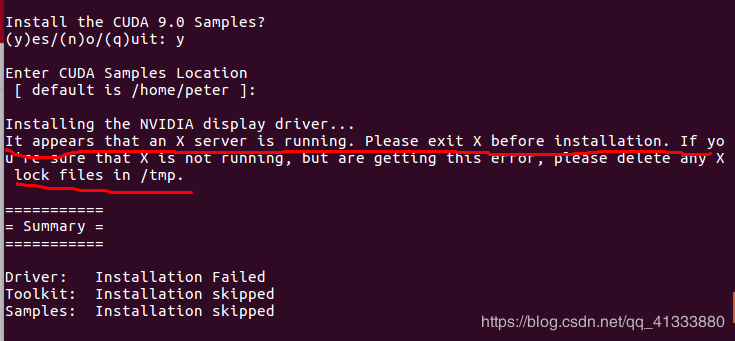 Install the CUDA 9.0 Samples?
(y)es/(n)o/(q)uit: y
Enter CUDA Samples Location
[ default is /home/peter ]:
Installing the NVIDIA display driver...
It appears that an X server is running. Please exit X before installation. If yo
u're sure that X is not running, but are getting this error, please delete any X
lock files in /tmp.
===========
= Summary =
===========
Driver: Installation Failed
Toolkit: Installation skipped
Samples: Installation skipped
https://blog.csdn.net/qq_41333880